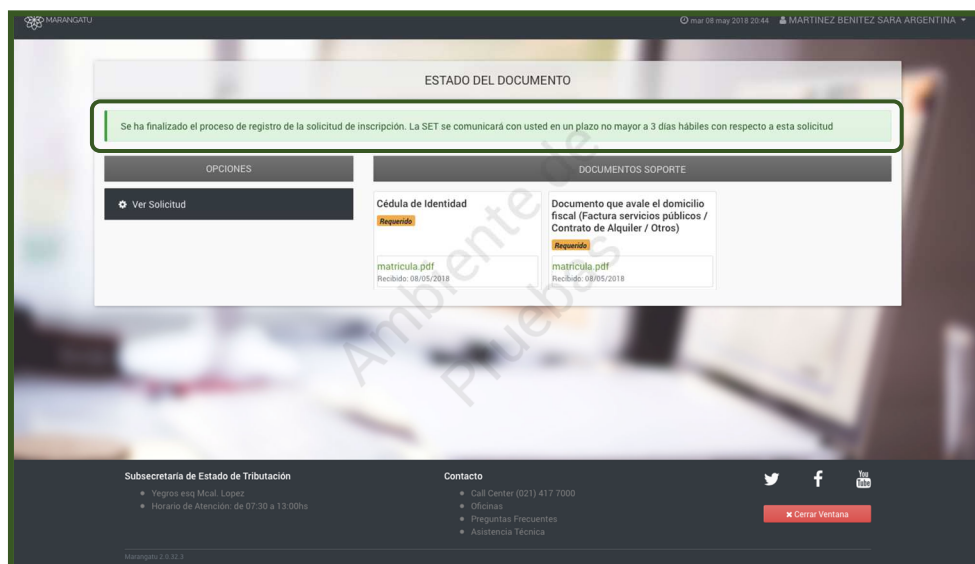 MARANGATU
mar 08 may 2018 20:44 MARTINEZ BENITEZ SARA ARGENTINA
ESTADO DEL DOCUMENTO
Se ha finalizado el proceso de registro de la solicitud de inscripción. La SET se comunicará con usted en un plazo no mayor a 3 días hábiles con respecto a esta solicitud
OPCIONES
Ver Solicitud
DOCUMENTOS SOPORTE
Cédula de Identidad
Requerido
matricula.pdf
Recibido: 08/05/2018
Documento que avale el domicilio
fiscal (Factura servicios públicos /
Contrato de Alquiler / Otros)
Requerido
matricula.pdf
Recibido: 08/05/2018
Ambiente de
Pruebas
Subsecretaría de Estado de Tributación
Yegros esq Mcal. Lopez
Horario de Atención: de 07:30 a 13:00hs
Contacto
Call Center (021) 417 7000
Oficinas
Preguntas Frecuentes
Asistencia Técnica
You
Tube
Cerrar Ventana
Marangatu 2.0.32.3